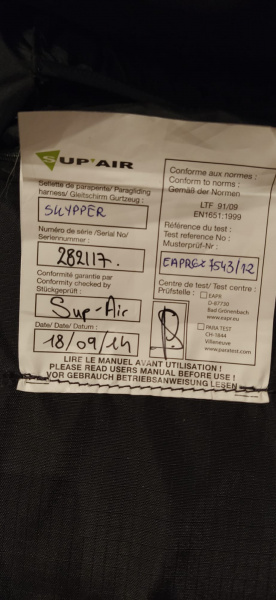 SUP'AIR
Sellette de parapente/ Paragliding
harness/ Gleitschirm Gurtzeug :
SKYPPER
Numéro de série /Serial No/
Seriennummer :
282117.
Conformité garantie par
Conformity checked by
Stückgeprüft :
Sup-Air
Date/ Date/ Datum :
18/09/14
Conforme aux normes :
Conform to norms :
Gemäß der Normen
LTF 91/09
EN1651:1999
Référence du test :
Test reference No :
Musterprüf-Nr :
7543/12
Centre de test/ Test centre :
Prüfstelle :
EAPR
D-87730
Bad Grönenbach
www.eapr.eu
PARA TEST
CH-1844
Villeneuve
www.paratest.com
LIRE LE MANUEL AVANT UTILISATION !
PLEASE READ USERS MANUAL BEFORE USE !
VOR GEBRAUCH BETRIEBSANWEISUNG LESEN